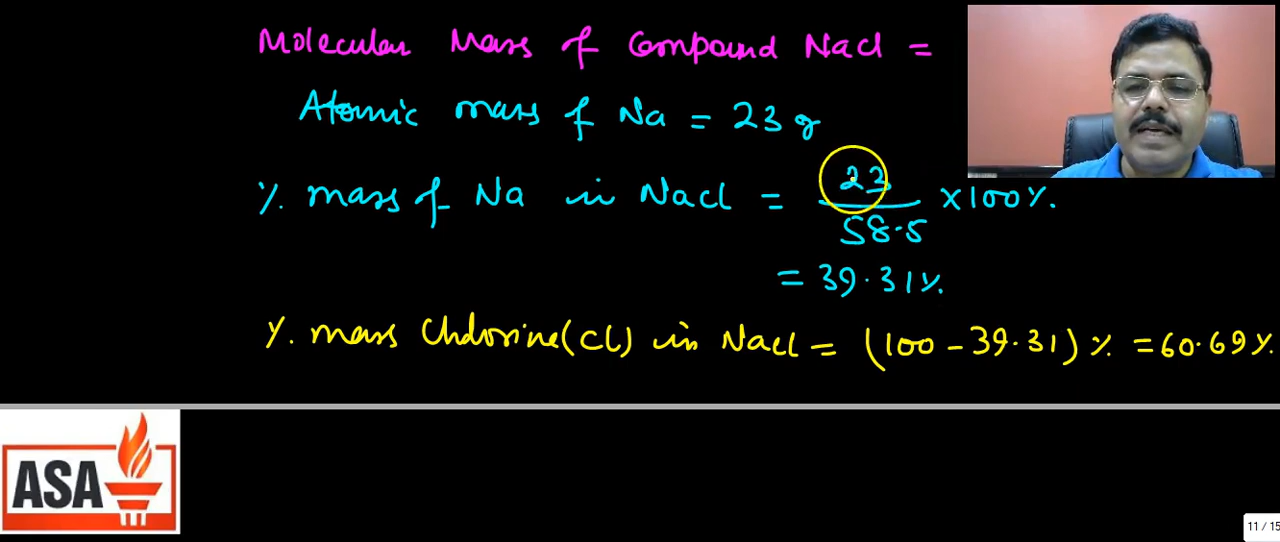 Molecular Mass of Compound NaCl =
Atomic mass of Na = 23 g
% mass of Na in NaCl = 23/58.5 ×100%.
= 39.31%.
% mass Chlorine(Cl) in NaCl = (100 - 39.31) % = 60.69%.
ASA
11 / 15